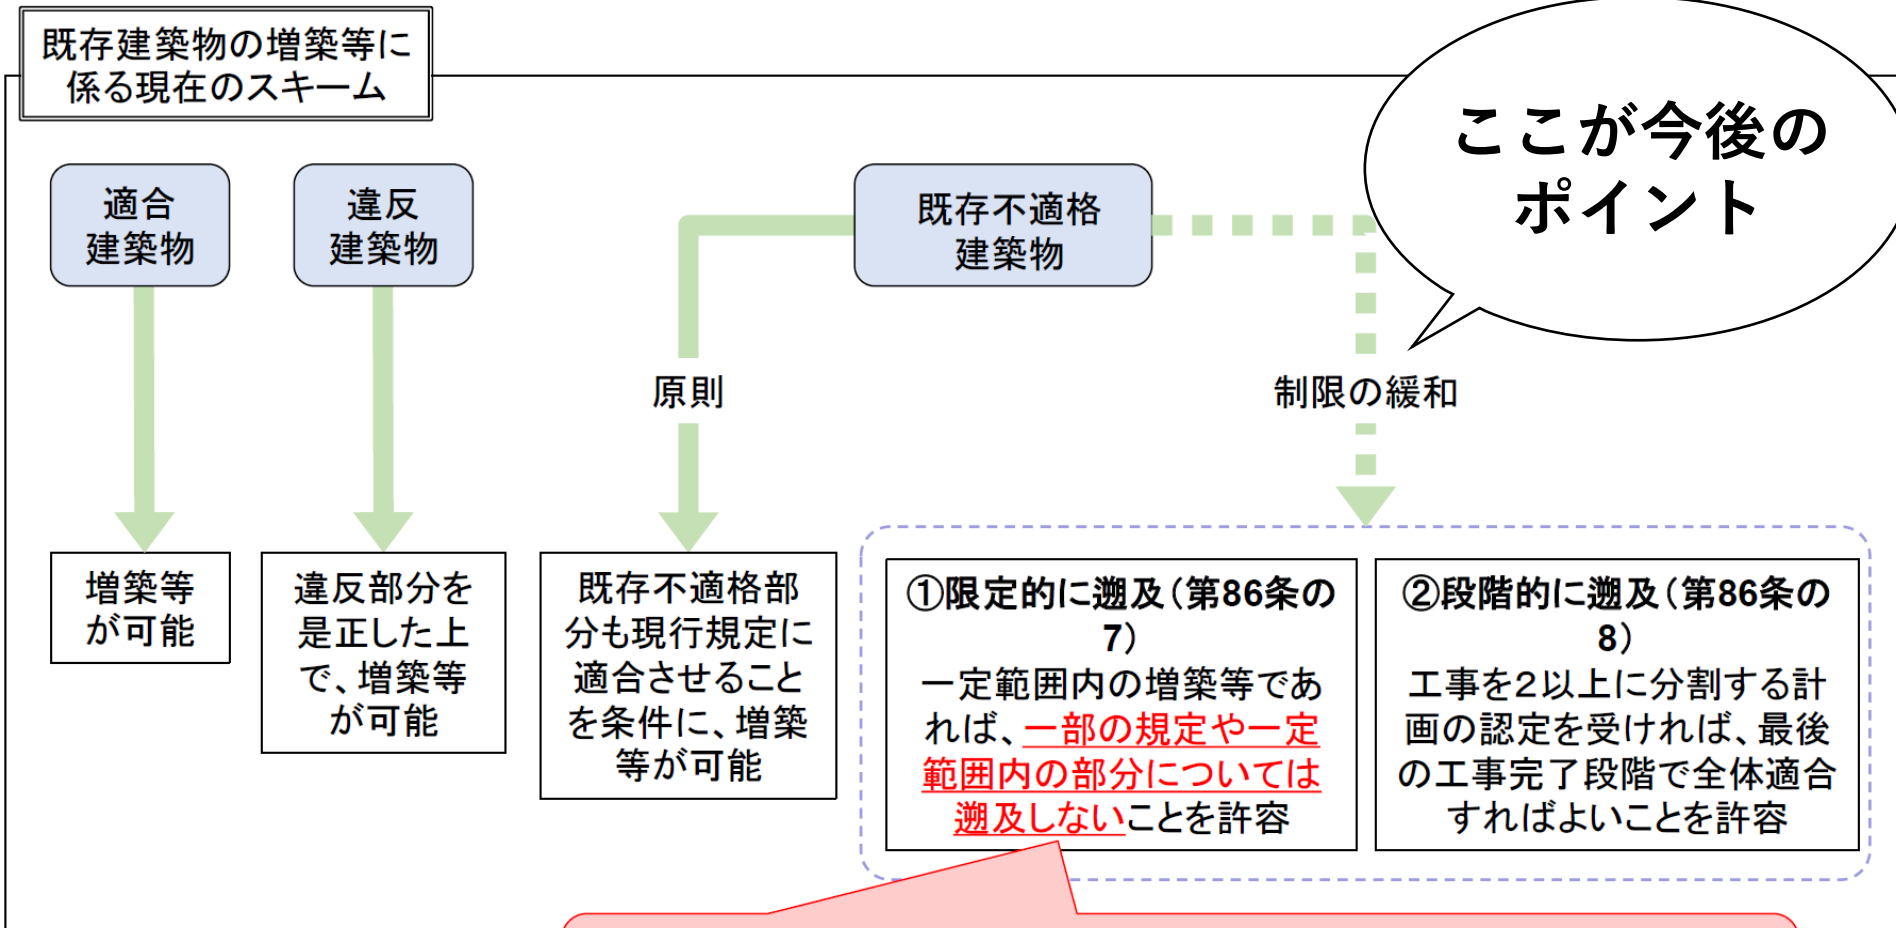 既存建築物の増築等に
係る現在のスキーム
ここが今後の
ポイント
適合
建築物
違反
建築物
既存不適格
建築物
原則
制限の緩和
増築等
が可能
違反部分を
是正した上
で、増築等
が可能
既存不適格部
分も現行規定に
適合させること
を条件に、増築
等が可能
①限定的に遡及(第86条の
7)
一定範囲内の増築等であ
れば、一部の規定や一定
範囲内の部分については
遡及しないことを許容
②段階的に遡及(第86条の
8)
工事を2以上に分割する計
画の認定を受ければ、最後
の工事完了段階で全体適合
すればよいことを許容